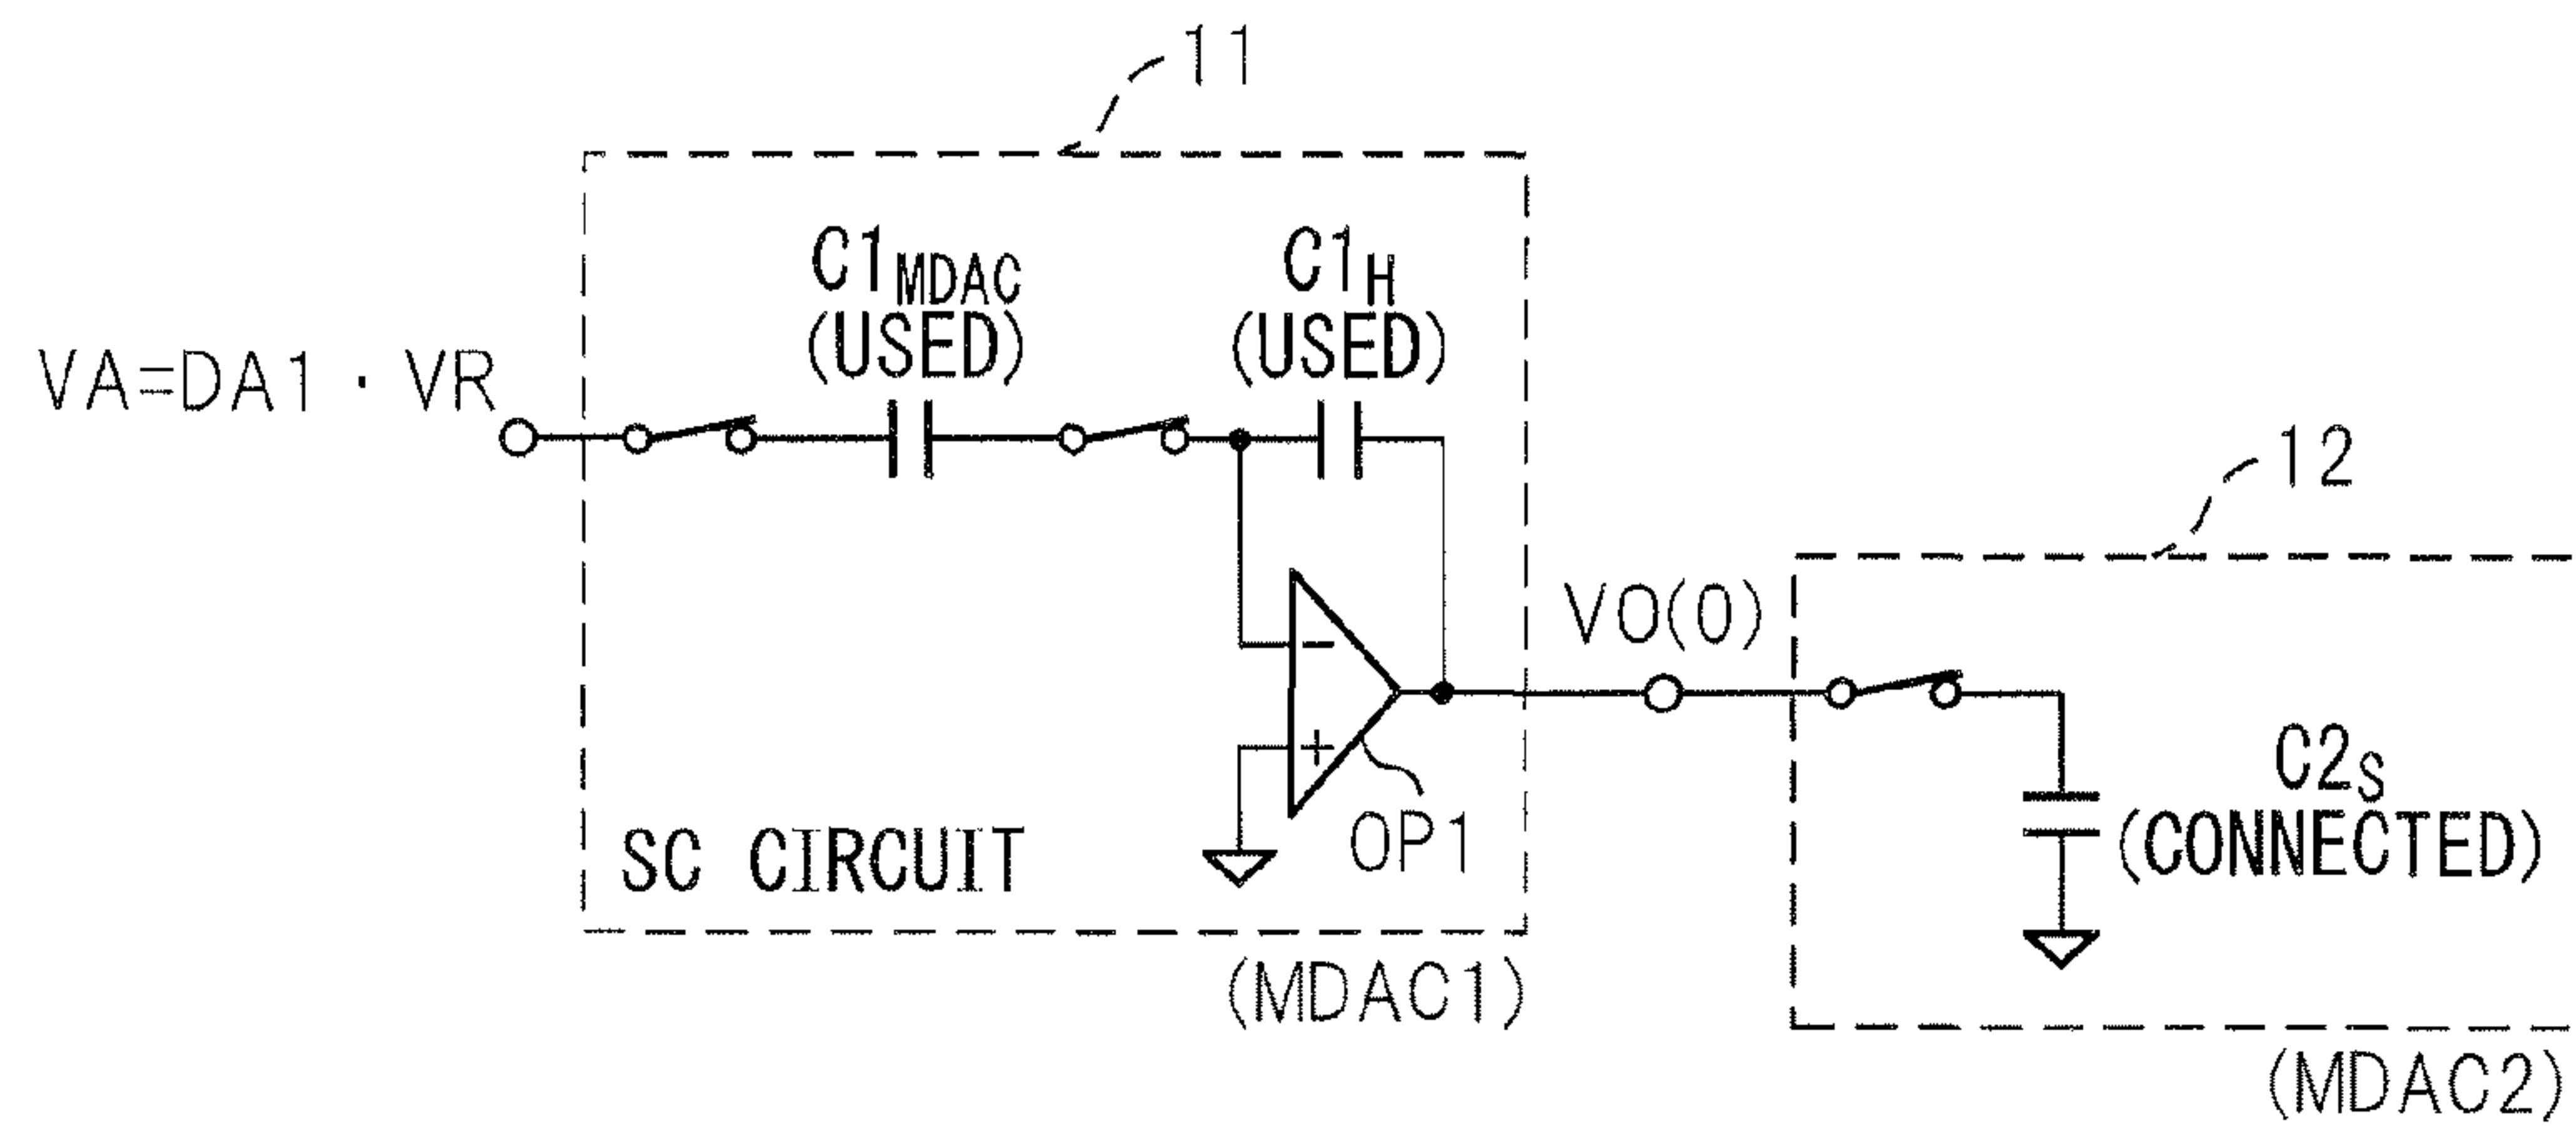 11
C1MDAC
(USED)
C1H
(USED)
VA=DA1・VR
12
VO(0)
−
+
OP1
SC CIRCUIT
C2S
(CONNECTED)
(MDAC1)
(MDAC2)